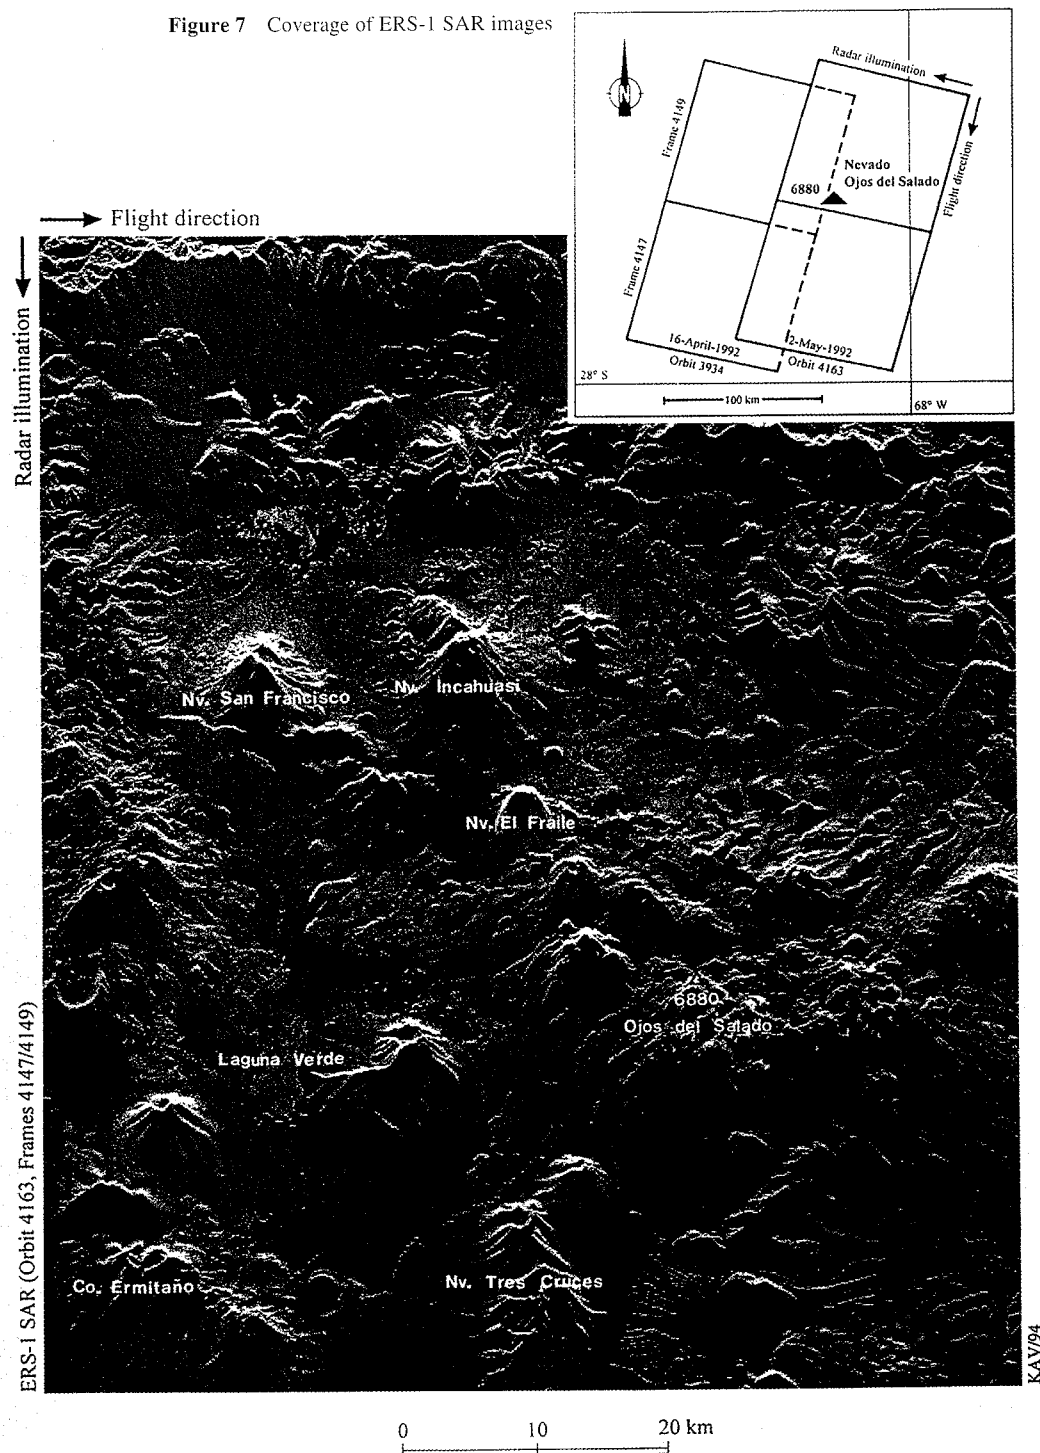 Figure 7 Coverage of ERS-1 SAR images
Radar illumination
Frame 4149
Flight direction
Nevado
Ojos del Salado
6880
Frame 4147
16-April-1992
Orbit 3934
2-May-1992
Orbit 4163
28° S
100 km
68° W
N
Flight direction
Radar illumination
Nv. San Francisco
Nv. Incahuasi
Nv. El Fraile
6880
Ojos del Salado
Laguna Verde
Co. Ermitaño
Nv. Tres Cruces
ERS-1 SAR (Orbit 4163, Frames 4147/4149)
KAV/94
0 10 20 km